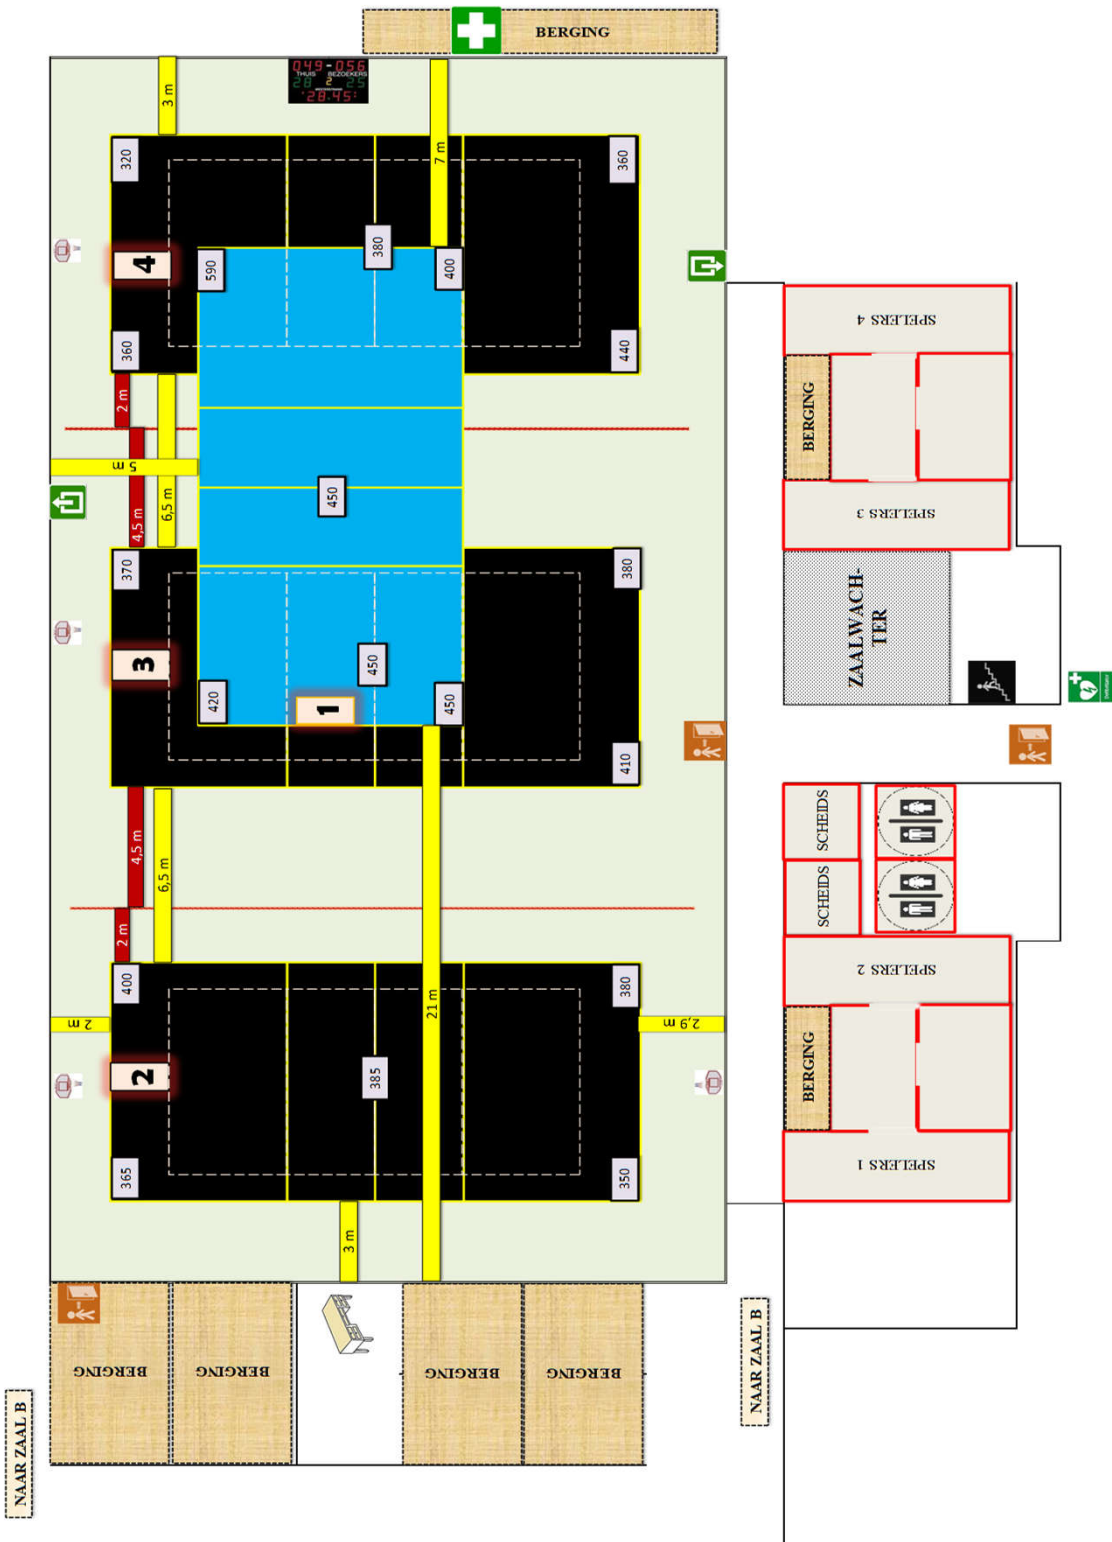 BERGING
049-056
THUIS BEZOEKERS
28 2 25
28.45
3 m
7 m
320
360
4
380
590
400
360
440
2 m
5 m
4,5 m
6,5 m
450
370
380
3
450
420
1
450
410
4,5 m
6,5 m
2 m
400
380
2 m
21 m
2,9 m
2
385
365
350
3 m
SPELERS 4
BERGING
SPELERS 3
ZAALWACH-
TER
SCHEIDS
SCHEIDS
SPELERS 2
BERGING
SPELERS 1
BERGING
BERGING
BERGING
BERGING
NAAR ZAAL B
NAAR ZAAL B